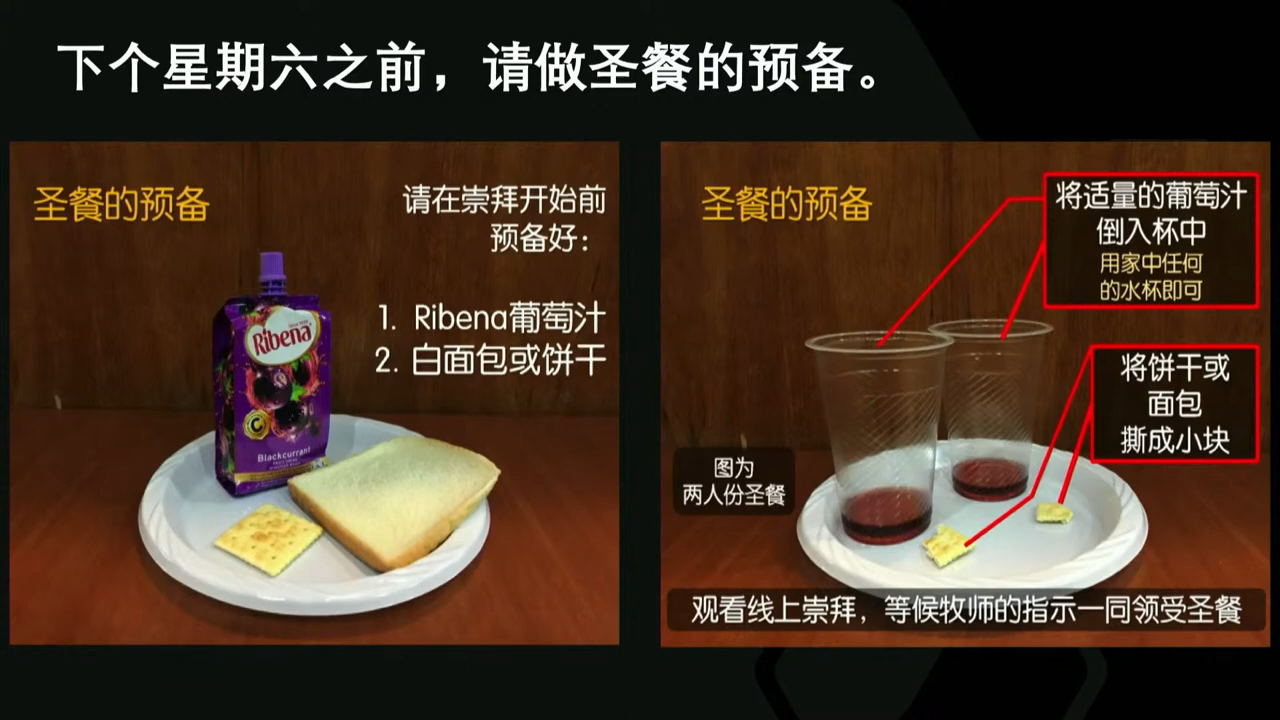 下个星期六之前，请做圣餐的预备。
圣餐的预备
请在崇拜开始前
预备好：
1. Ribena葡萄汁
2. 白面包或饼干
Ribena
C
Blackcurrant
圣餐的预备
将适量的葡萄汁
倒入杯中
用家中任何
的水杯即可
将饼干或
面包
撕成小块
图为
两人份圣餐
观看线上崇拜，等候牧师的指示一同领受圣餐